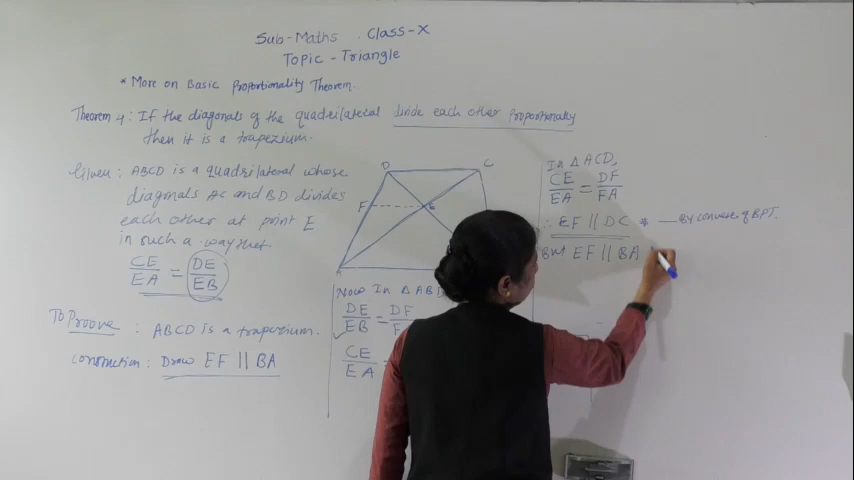 Sub-Maths Class-X
Topic - Triangle
* More on Basic Proportionality Theorem.
Theorem 4: If the diagonals of the quadrilateral divide each other proportionally
then it is a trapezium.
Given: ABCD is a quadrilateral whose
diagonals AC and BD divides
each other at point E
in such a way that
CE/EA = DE/EB
To Proove : ABCD is a trapezium.
construction: Draw EF || BA
D C
F E
A
Now In △ABD
DE/EB = DF/F
CE/EA =
In △ACD,
CE/EA = DF/FA
∴ EF || DC — By converse of BPT.
But EF || BA